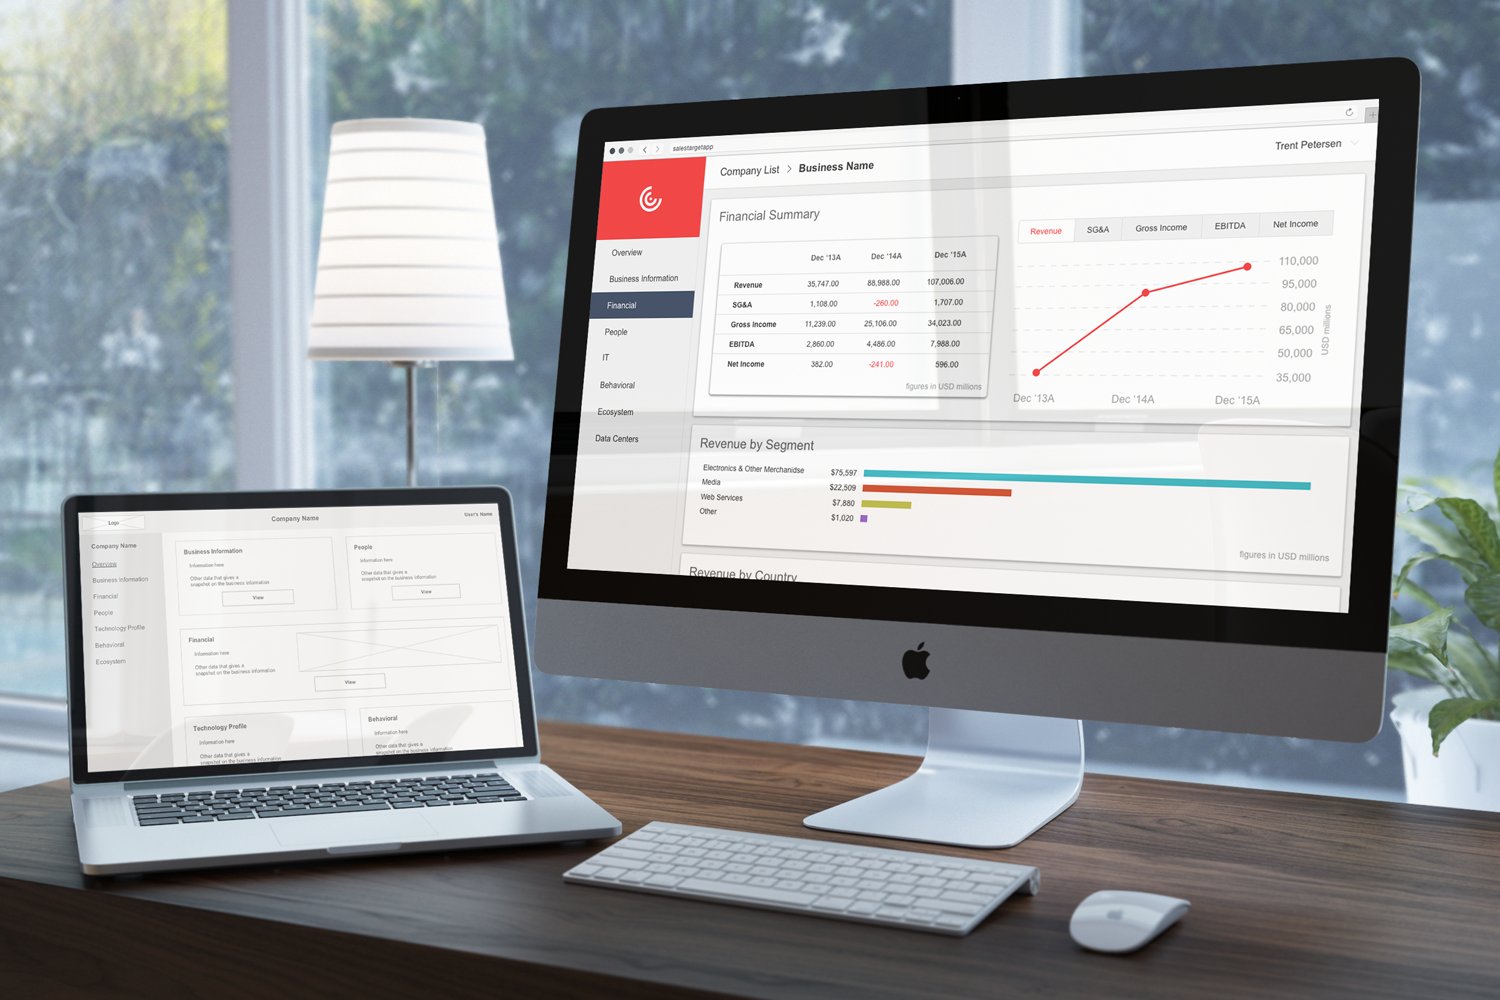 salestargetapp
Company List > Business Name
Trent Petersen
Overview
Business Information
Financial
People
IT
Behavioral
Ecosystem
Data Centers
Financial Summary
Dec '13A Dec '14A Dec '15A
Revenue 35,747.00 88,988.00 107,006.00
SG&A 1,108.00 -260.00 1,707.00
Gross Income 11,239.00 25,106.00 34,023.00
EBITDA 2,860.00 4,486.00 7,988.00
Net Income 382.00 -241.00 596.00
figures in USD millions
Revenue SG&A Gross Income EBITDA Net Income
110,000
95,000
80,000
65,000
50,000
35,000
USD millions
Dec '13A Dec '14A Dec '15A
Revenue by Segment
Electronics & Other Merchanidse $75,597
Media $22,509
Web Services $7,880
Other $1,020
figures in USD millions
Revenue by Country
Logo
Company Name
User's Name
Company Name
Overview
Business Information
Financial
People
Technology Profile
Behavioral
Ecosystem
Business Information
Information here
Other data that gives a
snapshot on the business information
View
People
Information here
Other data that gives a
snapshot on the business information
View
Financial
Information here
Other data that gives a
snapshot on the business information
View
Technology Profile
Information here
Other data that gives a
snapshot on the business information
Behavioral
Information here
Other data that gives a
snapshot on the business information